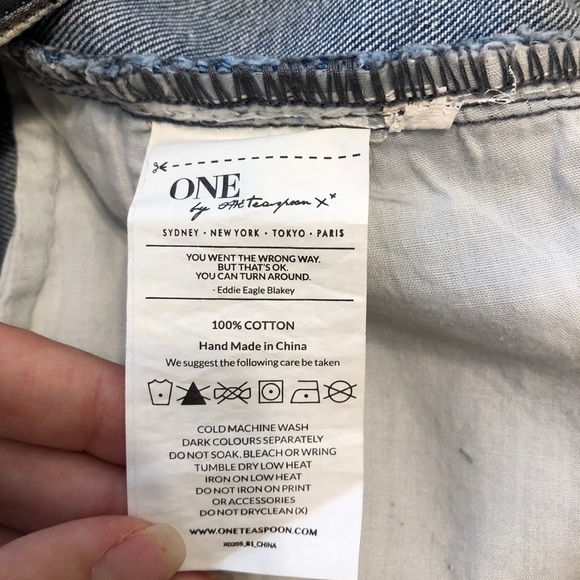 ONE
by One teaspoon xx
SYDNEY • NEW YORK • TOKYO • PARIS
YOU WENT THE WRONG WAY.
BUT THAT'S OK.
YOU CAN TURN AROUND.
- Eddie Eagle Blakey
100% COTTON
Hand Made in China
We suggest the following care be taken
COLD MACHINE WASH
DARK COLOURS SEPARATELY
DO NOT SOAK, BLEACH OR WRING
TUMBLE DRY LOW HEAT
IRON ON LOW HEAT
DO NOT IRON ON PRINT
OR ACCESSORIES
DO NOT DRYCLEAN (X)
WWW.ONETEASPOON.COM